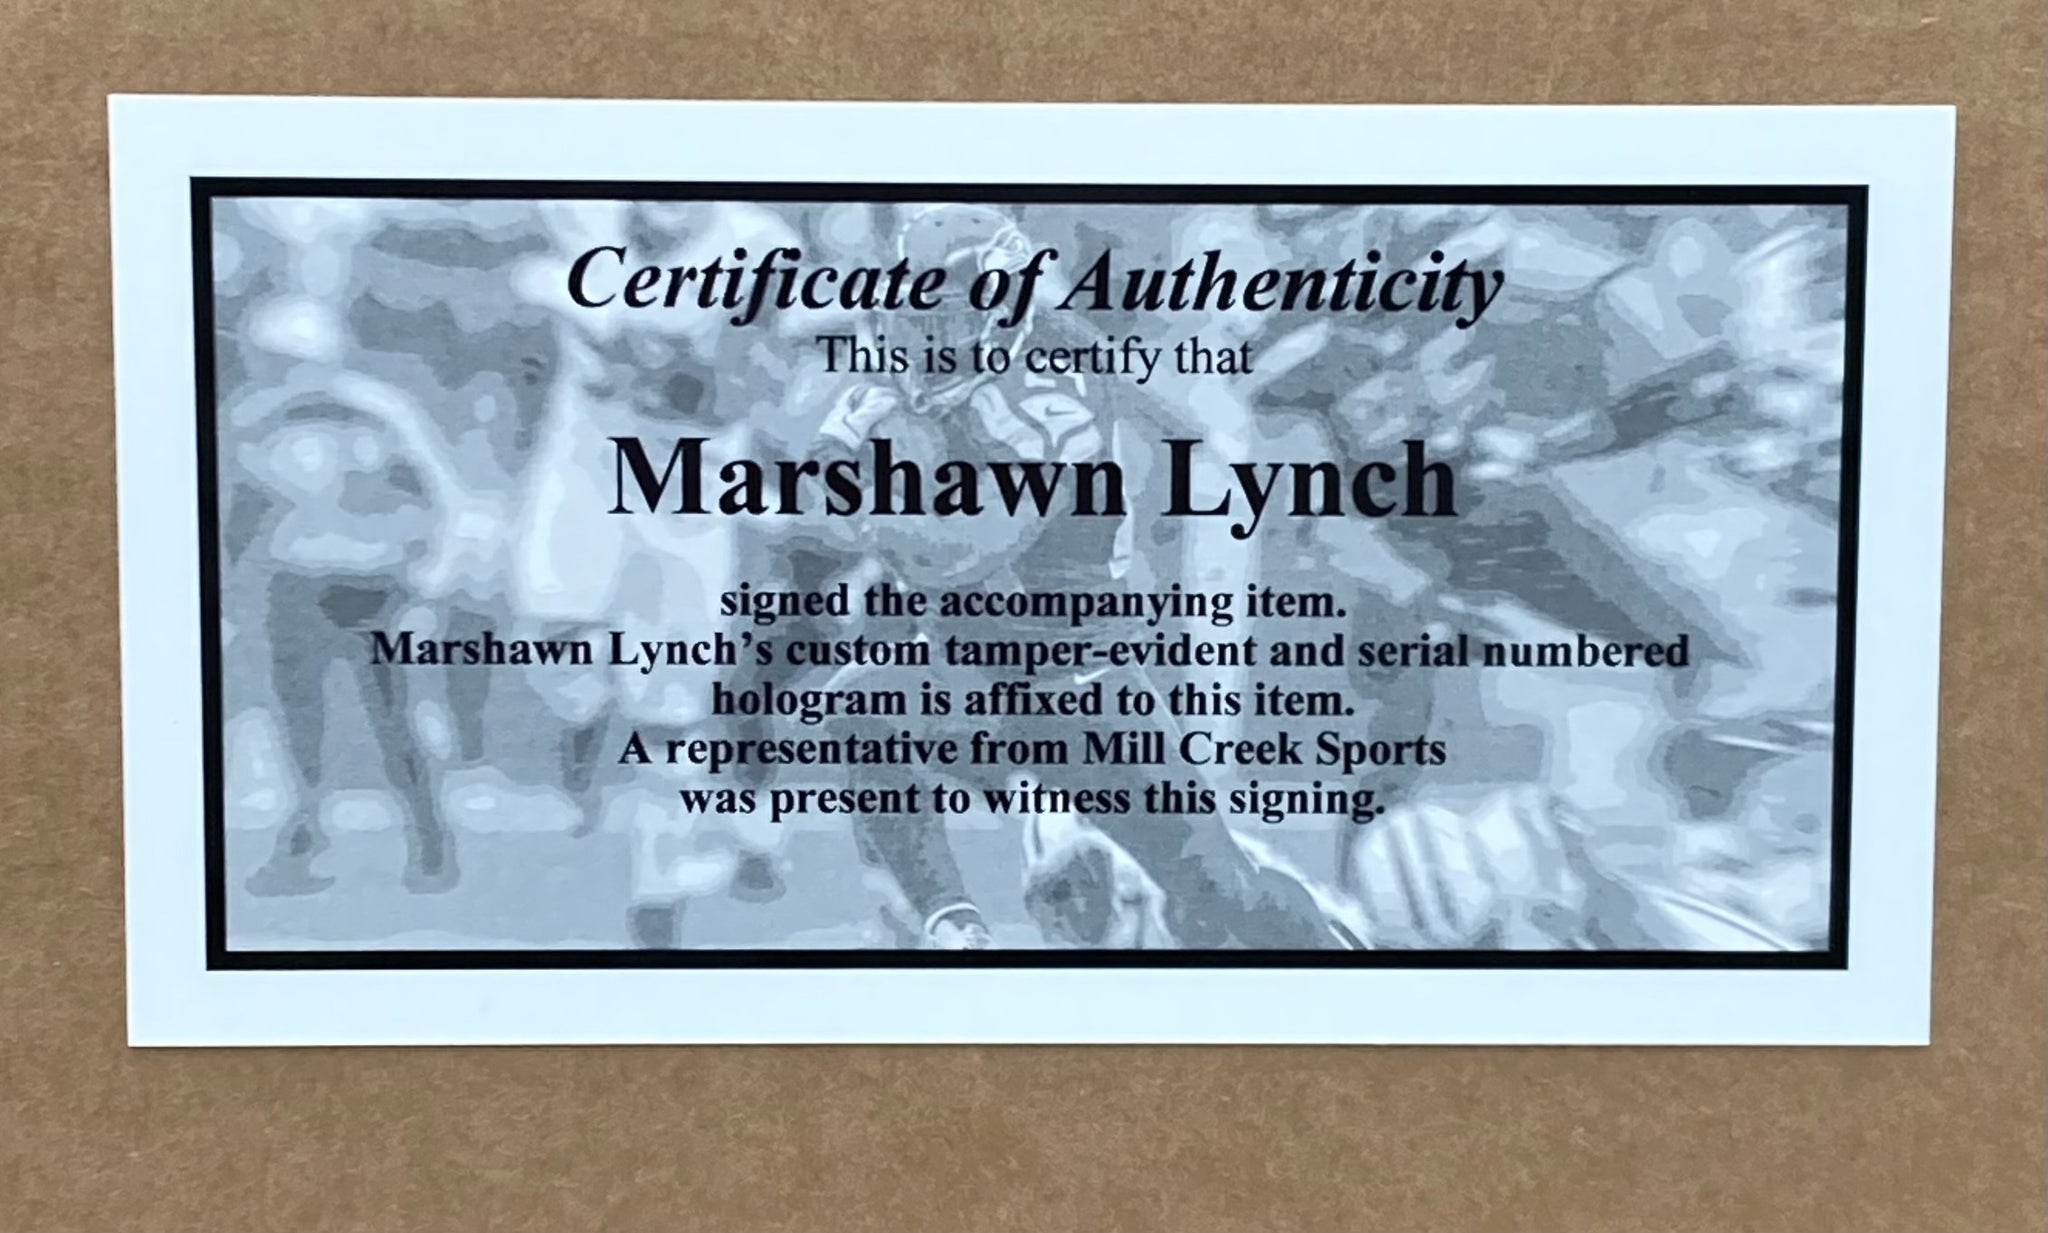 Certificate of Authenticity
This is to certify that
Marshawn Lynch
signed the accompanying item.
Marshawn Lynch’s custom tamper-evident and serial numbered
hologram is affixed to this item.
A representative from Mill Creek Sports
was present to witness this signing.